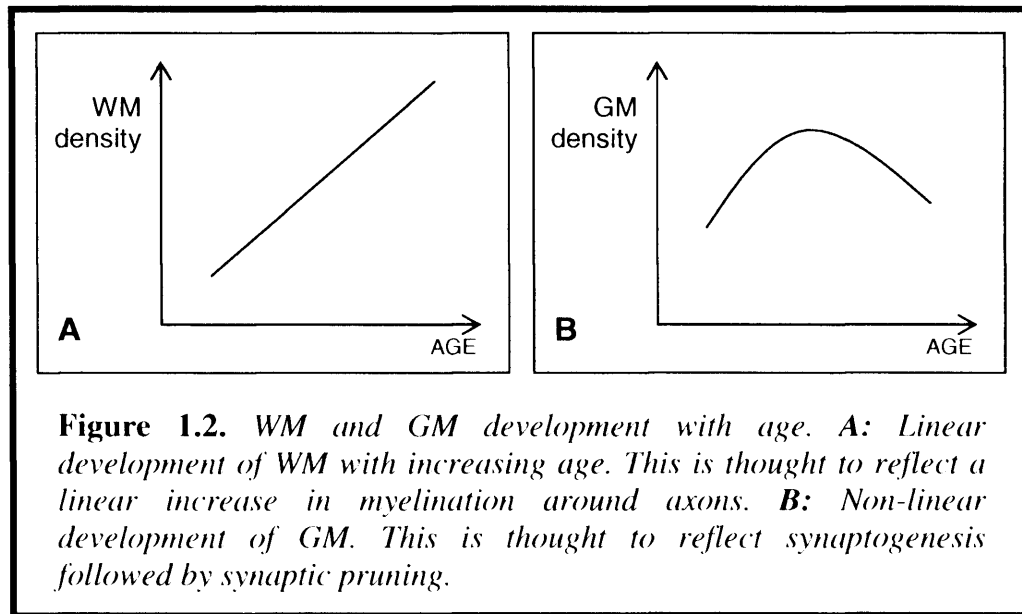 WM
density
A
AGE
GM
density
B
AGE
Figure 1.2. WM and GM development with age. A: Linear
development of WM with increasing age. This is thought to reflect a
linear increase in myelination around axons. B: Non-linear
development of GM. This is thought to reflect synaptogenesis
followed by synaptic pruning.